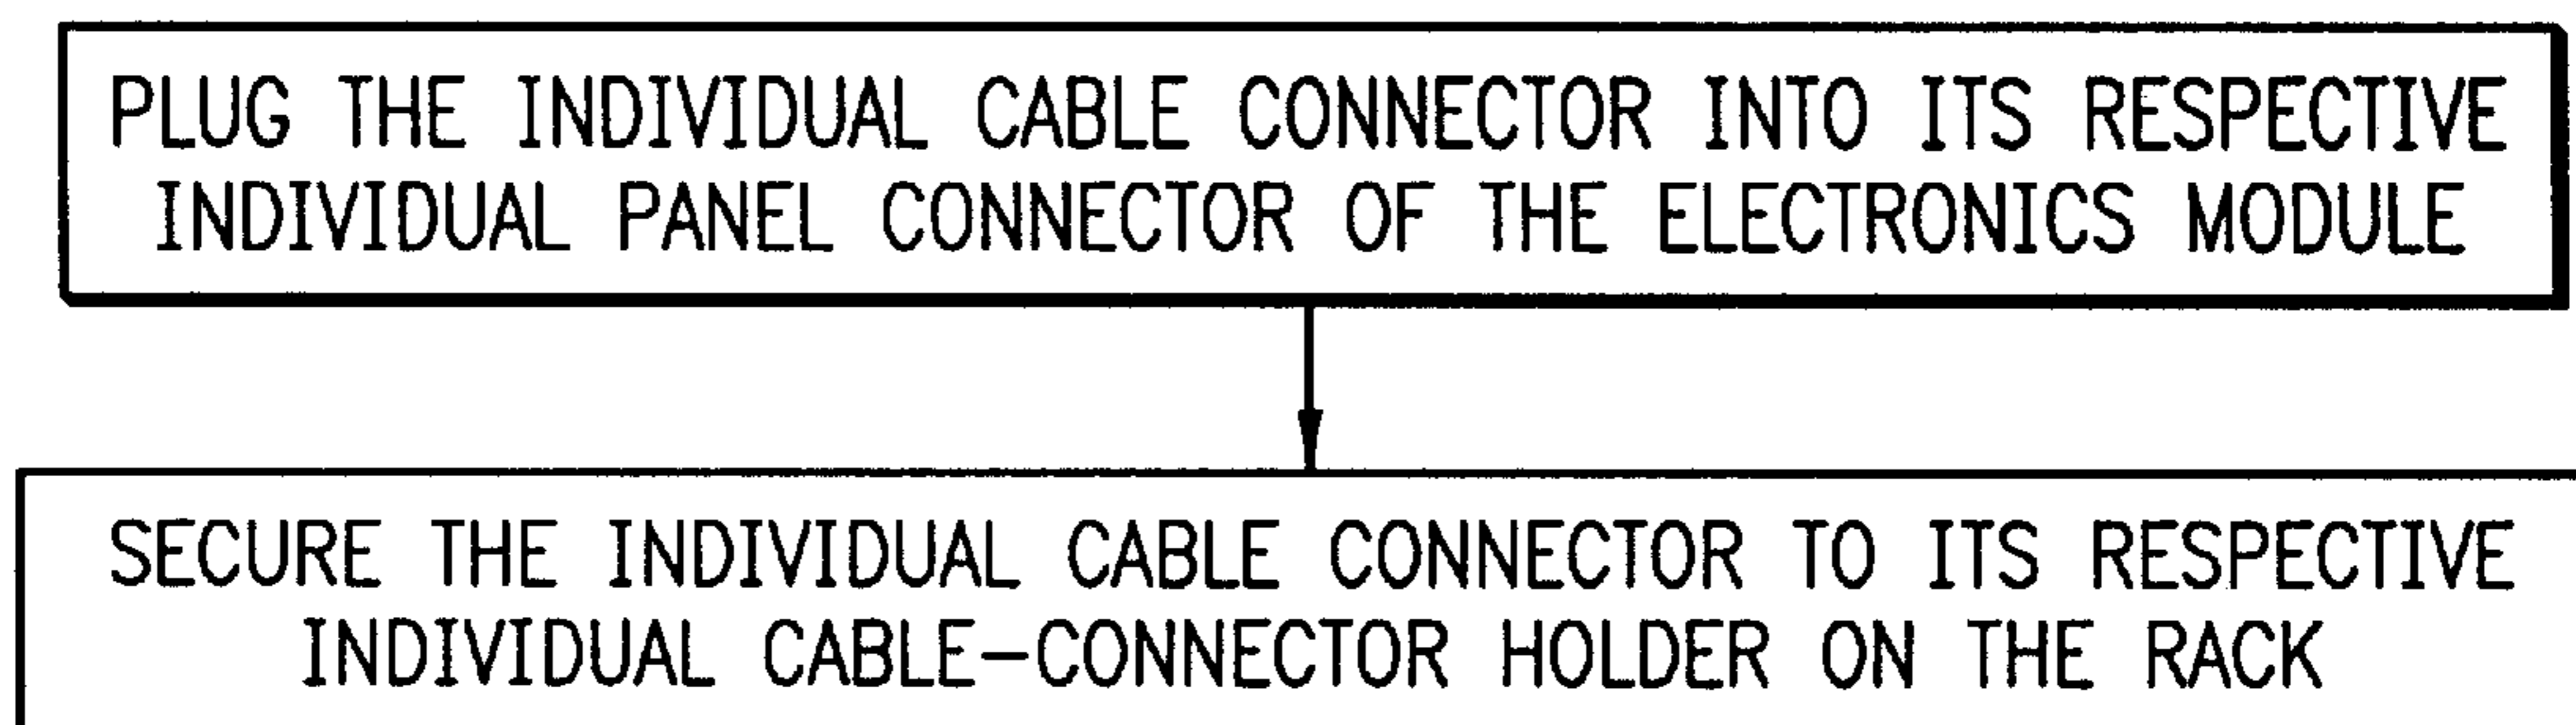 PLUG THE INDIVIDUAL CABLE CONNECTOR INTO ITS RESPECTIVE
INDIVIDUAL PANEL CONNECTOR OF THE ELECTRONICS MODULE
SECURE THE INDIVIDUAL CABLE CONNECTOR TO ITS RESPECTIVE
INDIVIDUAL CABLE-CONNECTOR HOLDER ON THE RACK